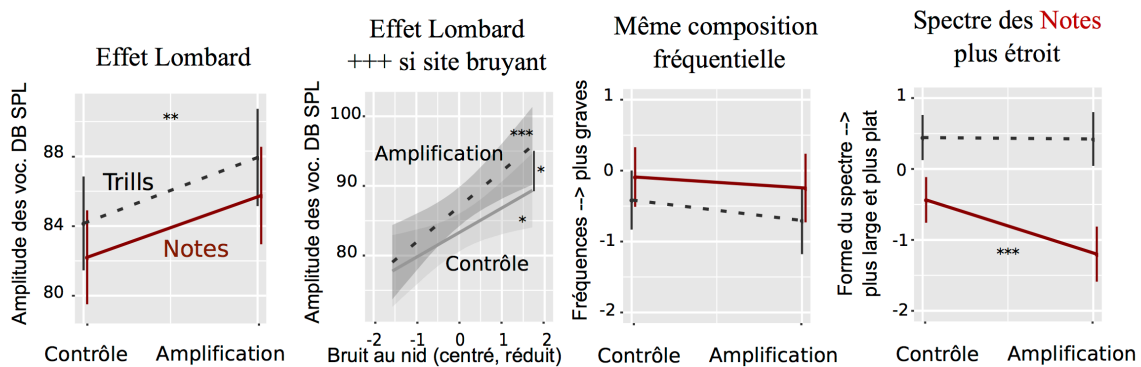 Effet Lombard
Amplitude des voc. DB SPL
88
84
80
**
Trills
Notes
Contrôle Amplification
Effet Lombard
+++ si site bruyant
Amplitude des voc. DB SPL
100
90
80
***
Amplification
*
*
Contrôle
-2 -1 0 1 2
Bruit au nid (centré, réduit)
Même composition
fréquentielle
Fréquences --> plus graves
1
0
-1
-2
Contrôle Amplification
Spectre des Notes
plus étroit
Forme du spectre -->
plus large et plus plat
1
0
-1
-2
***
Contrôle Amplification